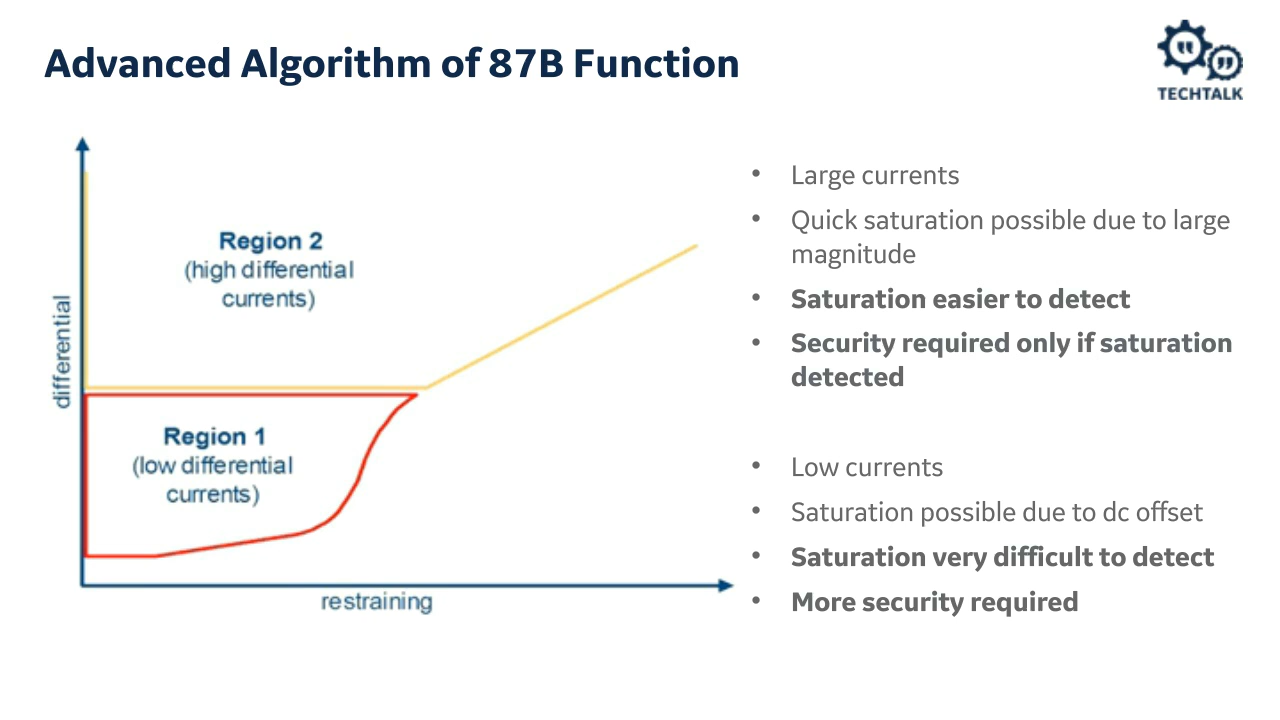 Advanced Algorithm of 87B Function
TECHTALK
differential
Region 2
(high differential
currents)
Region 1
(low differential
currents)
restraining
• Large currents
• Quick saturation possible due to large
magnitude
• Saturation easier to detect
• Security required only if saturation
detected
• Low currents
• Saturation possible due to dc offset
• Saturation very difficult to detect
• More security required